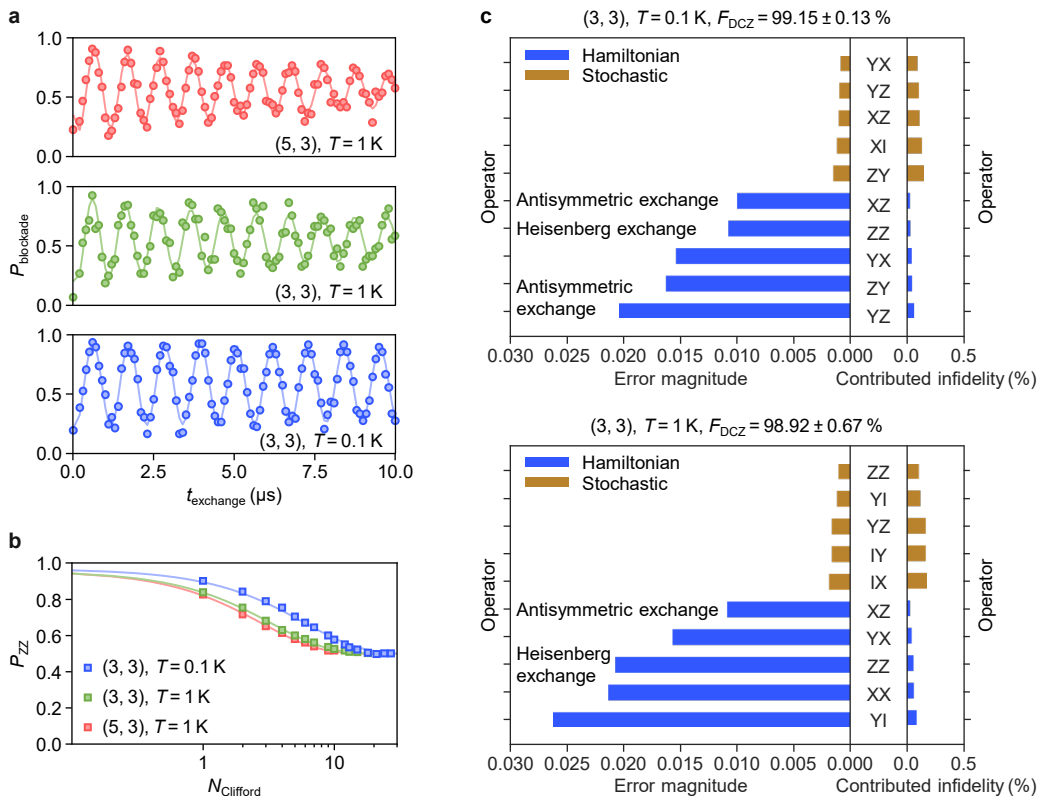 a
1.0
0.5
0.0
(5, 3), T = 1 K
1.0
0.5
0.0
P_blockade
(3, 3), T = 1 K
1.0
0.5
0.0
(3, 3), T = 0.1 K
0.0 2.5 5.0 7.5 10.0
t_exchange (µs)
b
1.0
0.8
0.6
0.4
0.2
0.0
P_ZZ
(3, 3), T = 0.1 K
(3, 3), T = 1 K
(5, 3), T = 1 K
1 10
N_Clifford
c
(3, 3), T = 0.1 K, F_DCZ = 99.15 ± 0.13 %
Hamiltonian
Stochastic
Operator
YX
YZ
XZ
XI
ZY
Antisymmetric exchange XZ
Heisenberg exchange ZZ
YX
Antisymmetric
exchange
ZY
YZ
Operator
0.030 0.025 0.020 0.015 0.010 0.005 0.000 0.0 0.5
Error magnitude Contributed infidelity (%)
(3, 3), T = 1 K, F_DCZ = 98.92 ± 0.67 %
Hamiltonian
Stochastic
Operator
ZZ
YI
YZ
IY
IX
Antisymmetric exchange XZ
YX
Heisenberg
exchange
ZZ
XX
YI
Operator
0.030 0.025 0.020 0.015 0.010 0.005 0.000 0.0 0.5
Error magnitude Contributed infidelity (%)